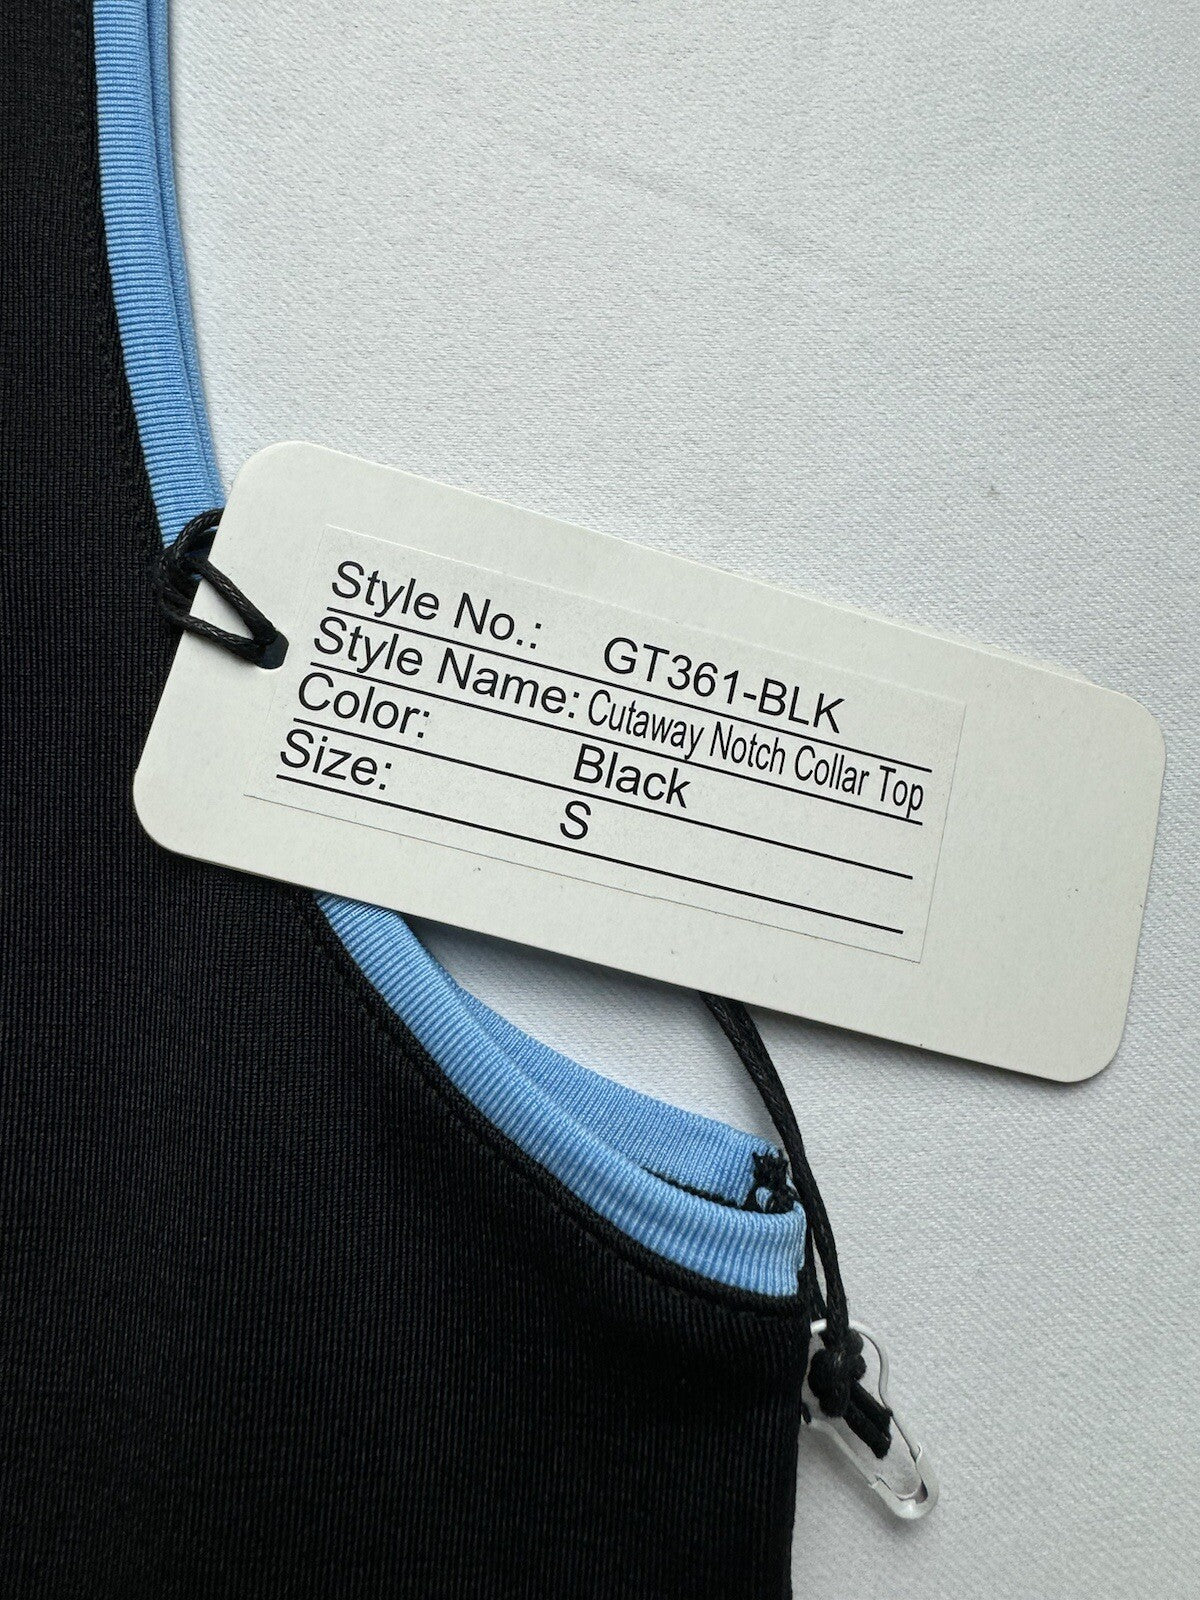 Style No.: GT361-BLK
Style Name: Cutaway Notch Collar Top
Color: Black
Size: S